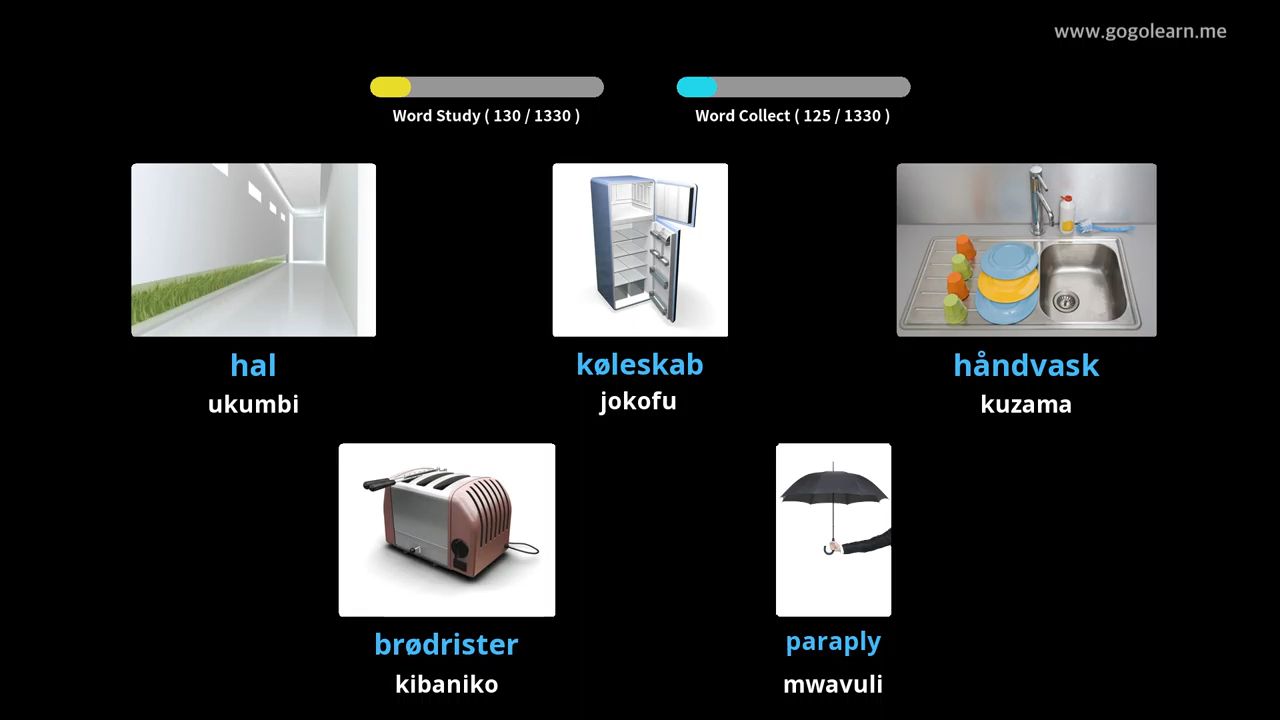 www.gogolearn.me
Word Study ( 130 / 1330 )
Word Collect ( 125 / 1330 )
hal
ukumbi
køleskab
jokofu
håndvask
kuzama
brødrister
kibaniko
paraply
mwavuli